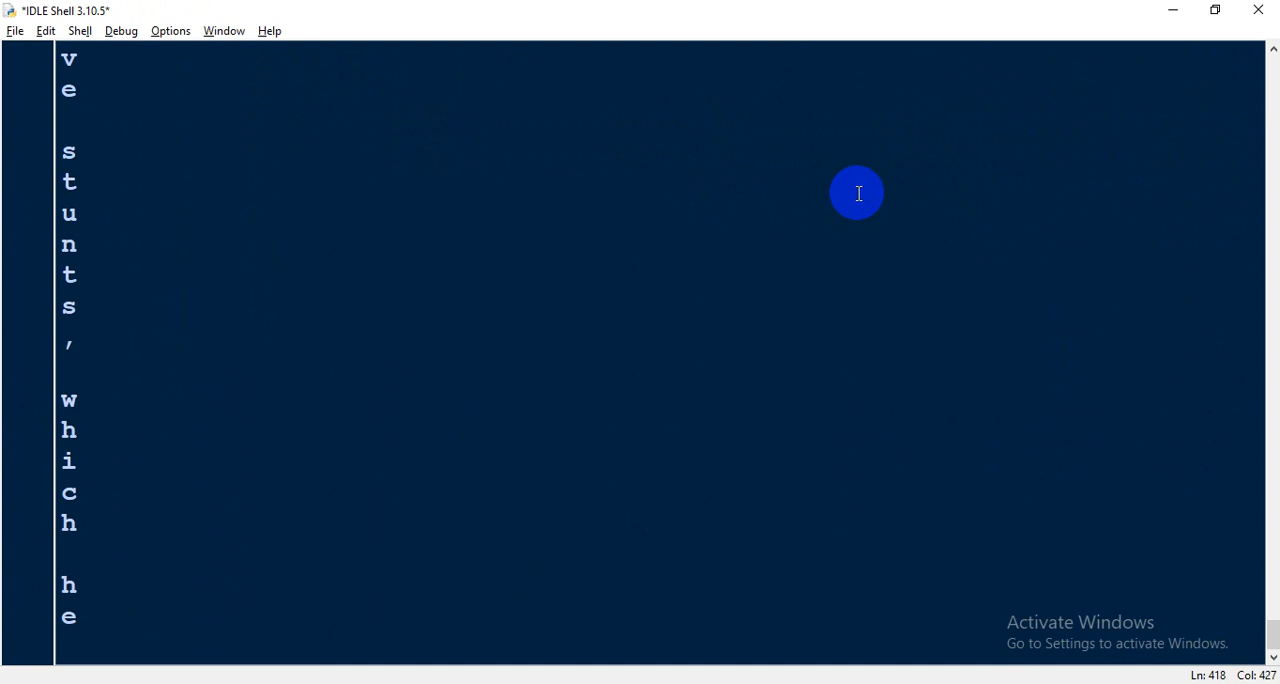 *IDLE Shell 3.10.5*
File Edit Shell Debug Options Window Help
v
e

s
t
u
n
t
s
,

w
h
i
c
h

h
e
Activate Windows
Go to Settings to activate Windows.
Ln: 418 Col: 427